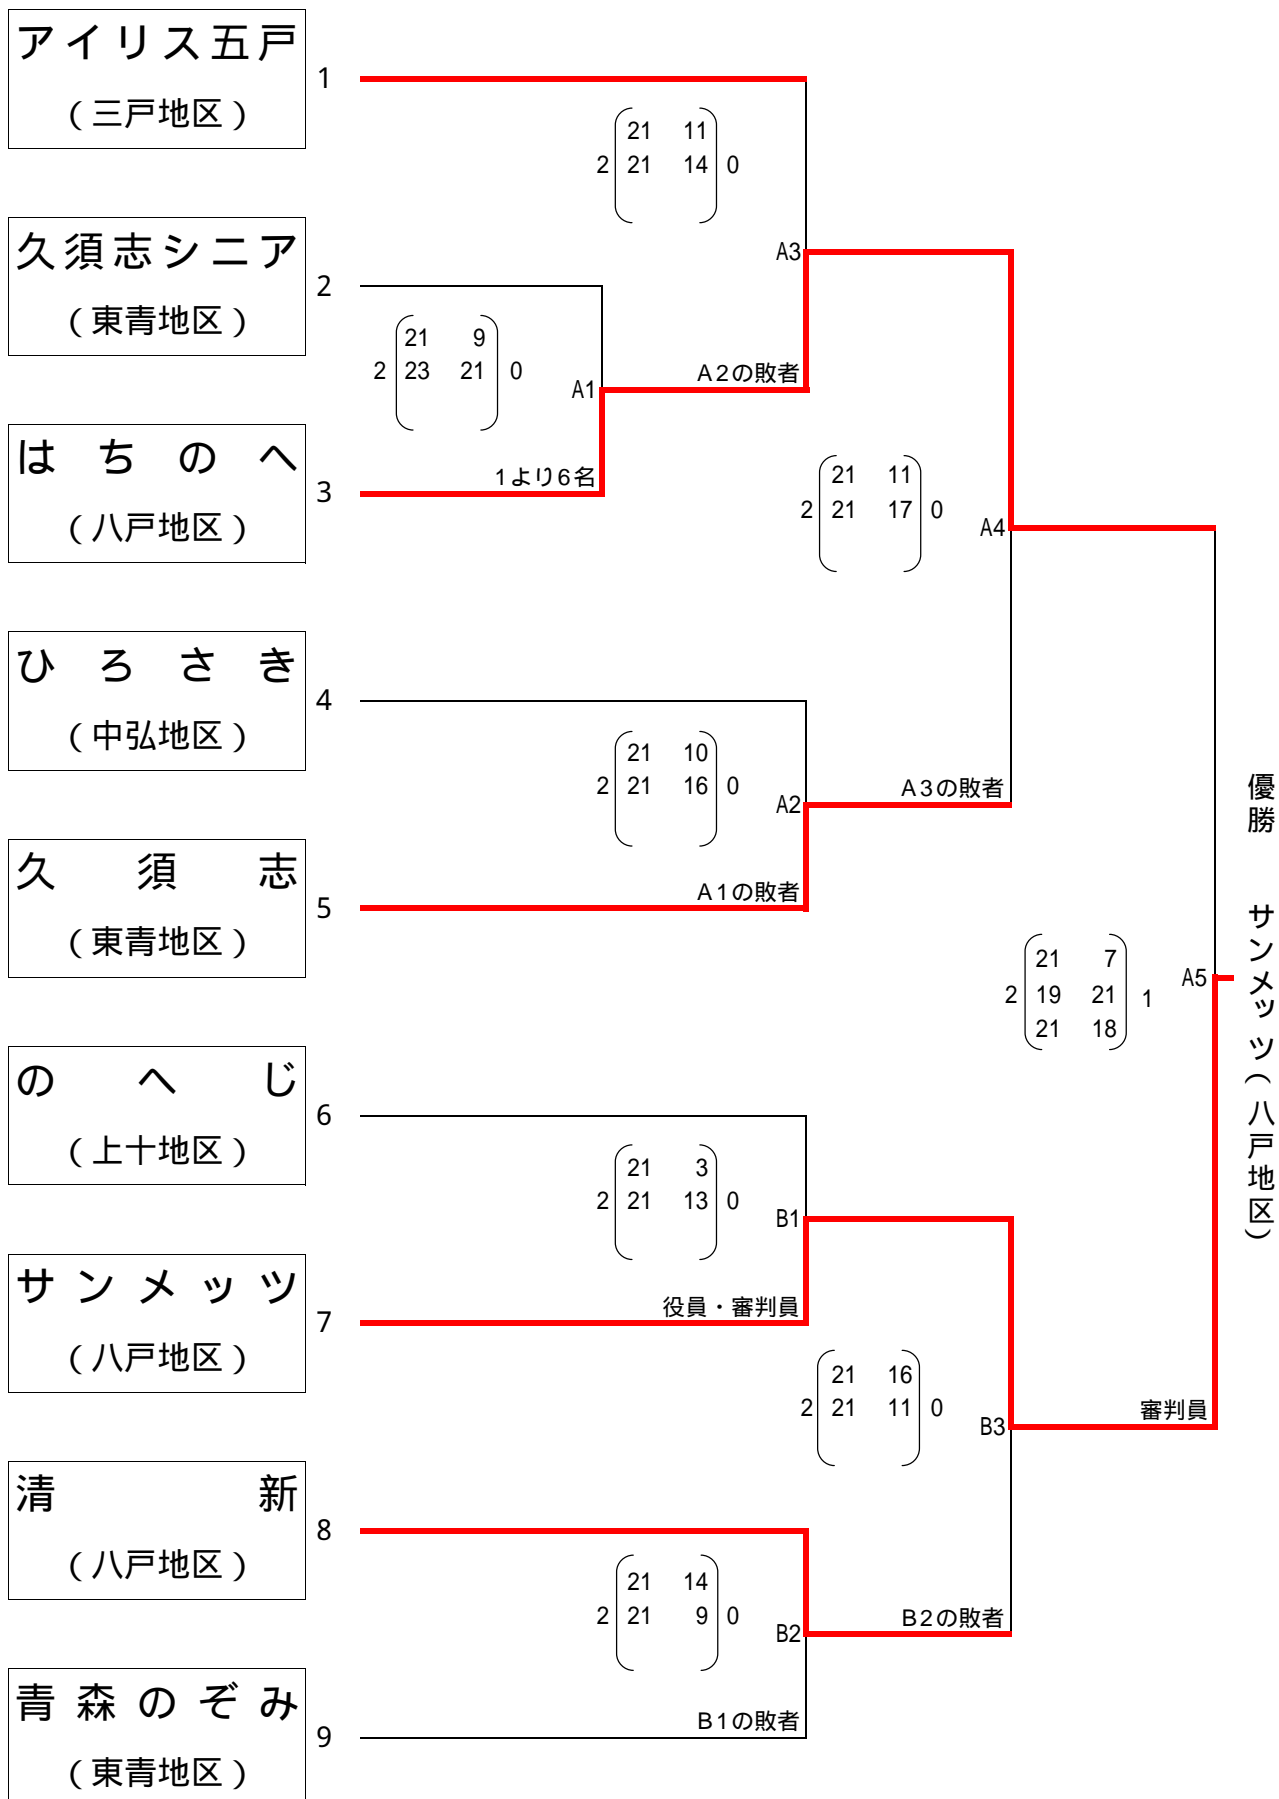 アイリス五戸
(三戸地区)
1
21 11
2 21 14 0
A3
久須志シニア
(東青地区)
2
21 9
2 23 21 0
A1
A2の敗者
はちのへ
(八戸地区)
3
1より6名
21 11
2 21 17 0
A4
ひろさき
(中弘地区)
4
21 10
2 21 16 0
A2
A3の敗者
久須志
(東青地区)
5
A1の敗者
21 7
2 19 21 1
21 18
A5
優勝 サンメッツ(八戸地区)
のへじ
(上十地区)
6
21 3
2 21 13 0
B1
サンメッツ
(八戸地区)
7
役員・審判員
21 16
2 21 11 0
B3
審判員
清新
(八戸地区)
8
21 14
2 21 9 0
B2
B2の敗者
青森のぞみ
(東青地区)
9
B1の敗者